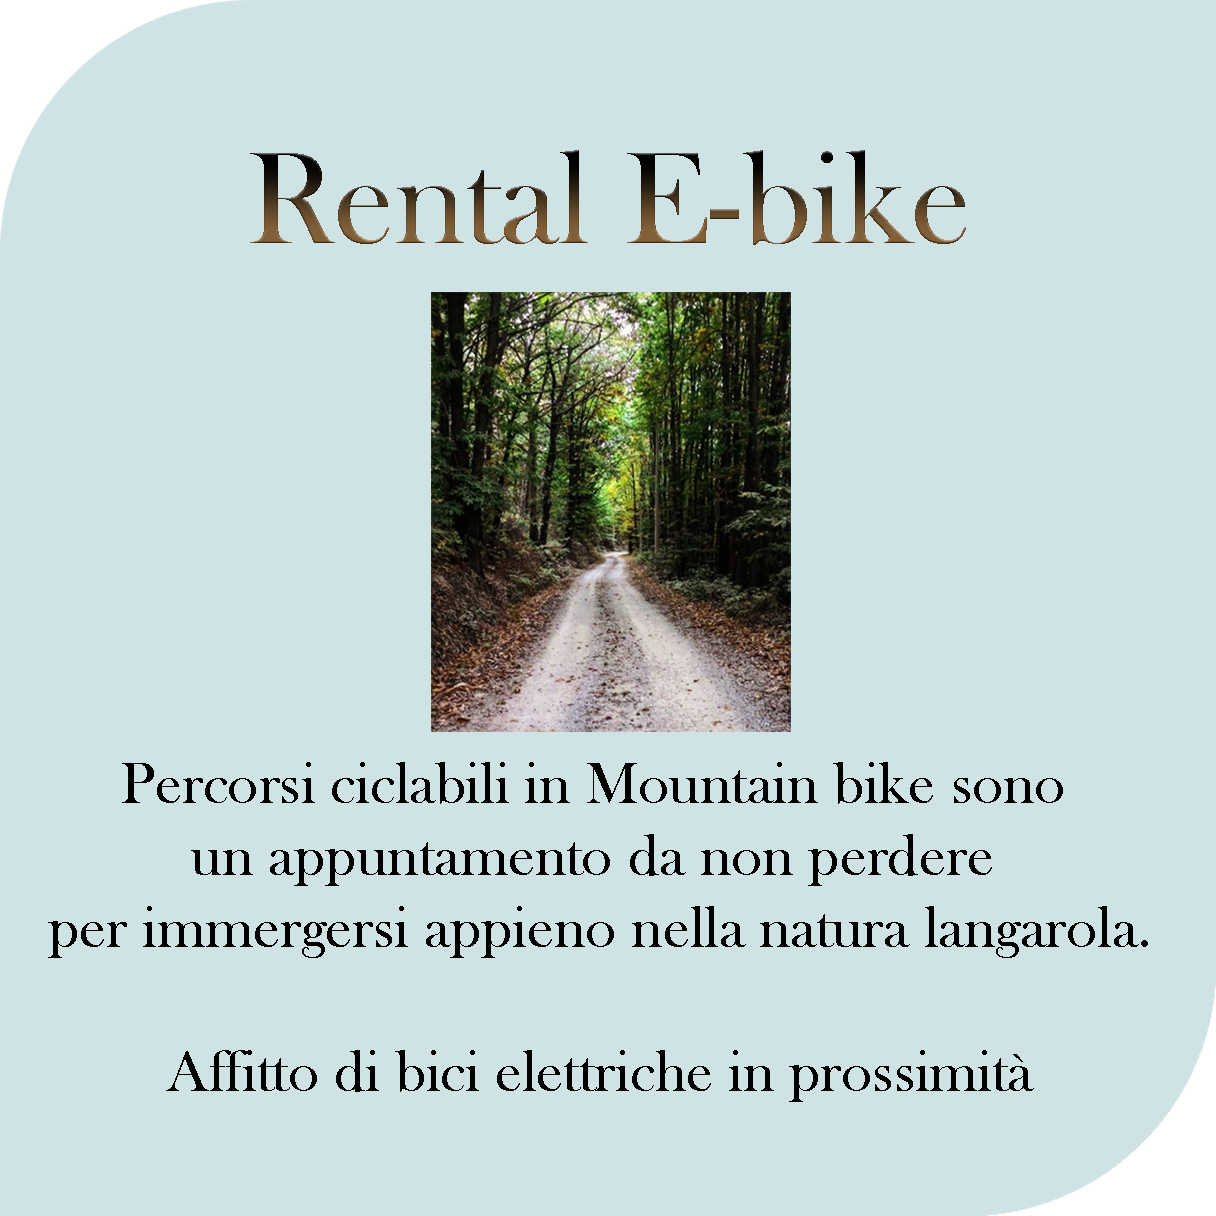 Rental E-bike
Percorsi ciclabili in Mountain bike sono
un appuntamento da non perdere
per immergersi appieno nella natura langarola.
Affitto di bici elettriche in prossimità